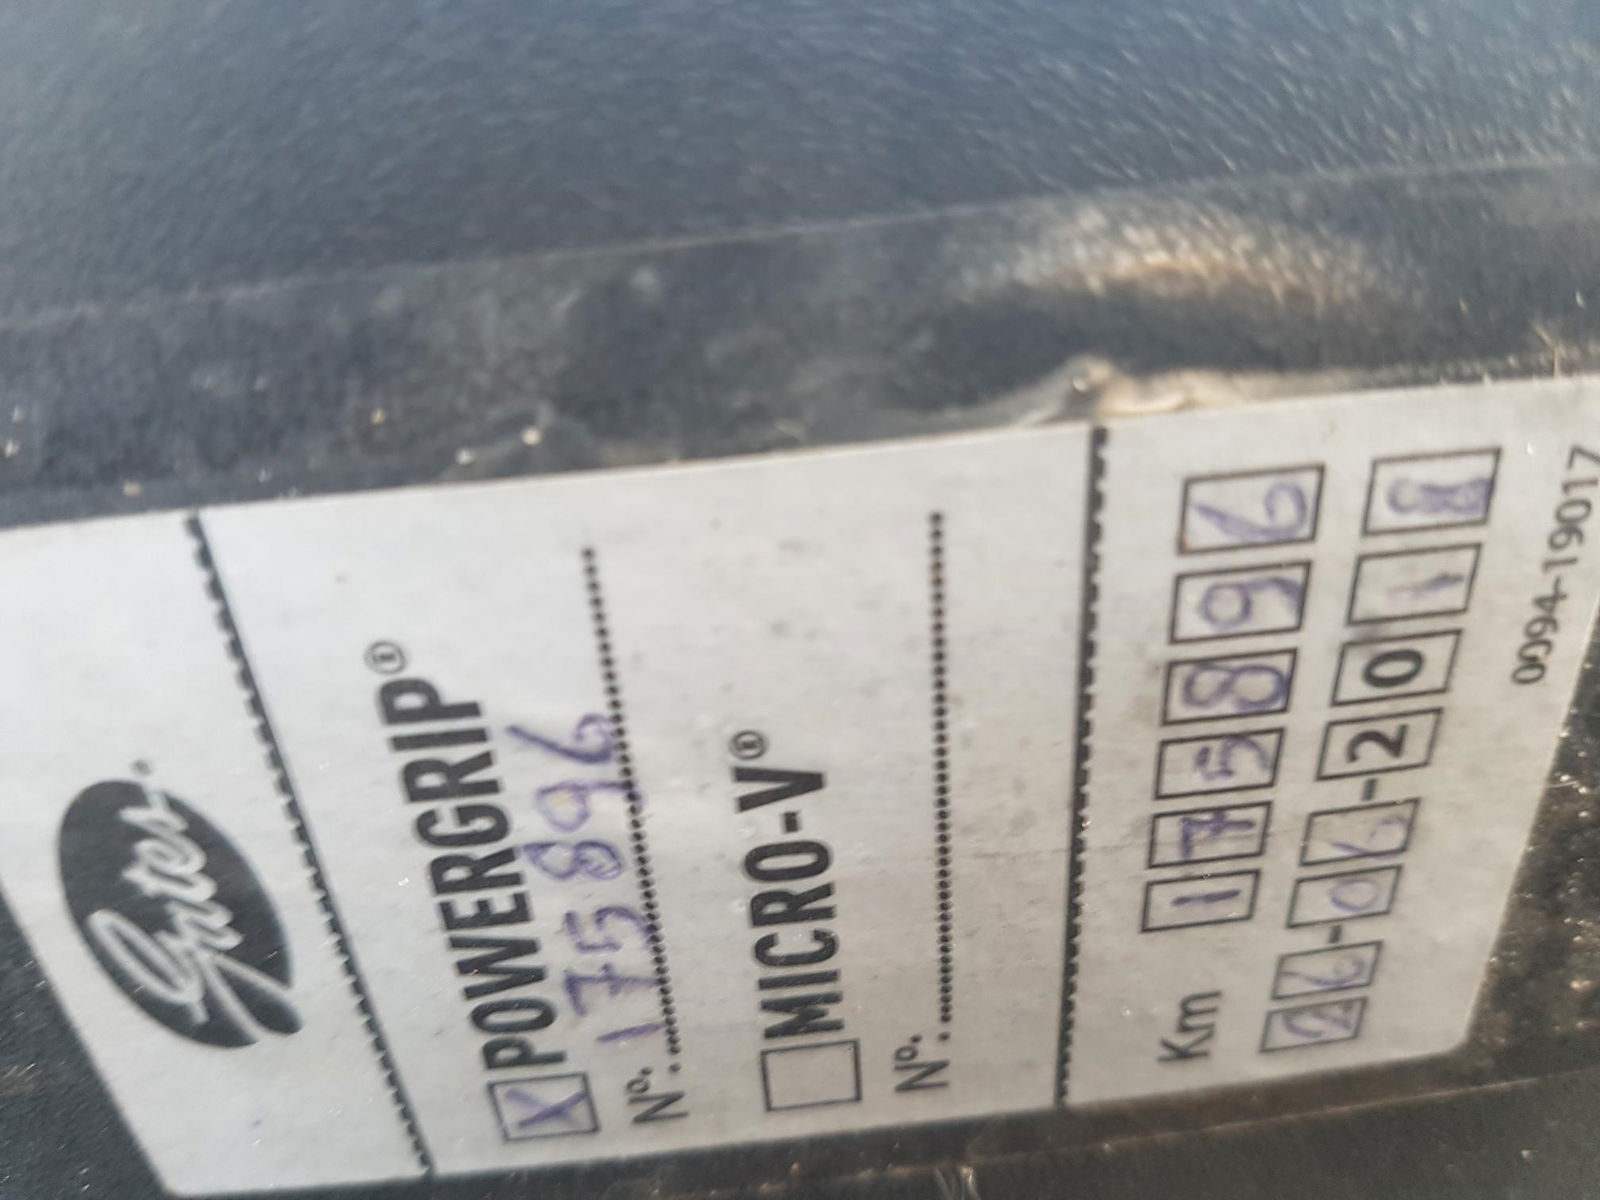 Gates
X POWERGRIP®
Nº. 175896
MICRO-V®
Nº.
Km 175896
26-06-2018
0094-19017